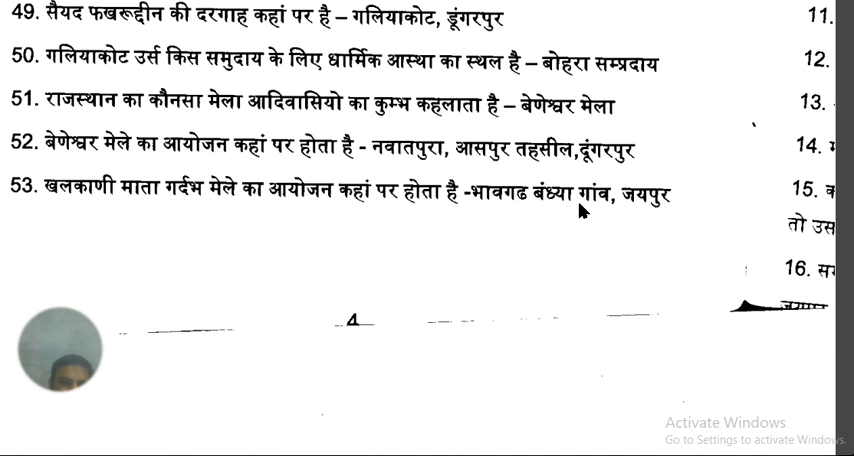 49. सैयद फखरूद्दीन की दरगाह कहां पर है – गलियाकोट, डूंगरपुर
50. गलियाकोट उर्स किस समुदाय के लिए धार्मिक आस्था का स्थल है – बोहरा सम्प्रदाय
51. राजस्थान का कौनसा मेला आदिवासियो का कुम्भ कहलाता है – बेणेश्वर मेला
52. बेणेश्वर मेले का आयोजन कहां पर होता है - नवातपुरा, आसपुर तहसील,दूंगरपुर
53. खलकाणी माता गर्दभ मेले का आयोजन कहां पर होता है -भावगढ बंध्या गांव, जयपुर
4
11.
12.
13.
14.
15.
तो उस
16.
Activate Windows
Go to Settings to activate Windows.